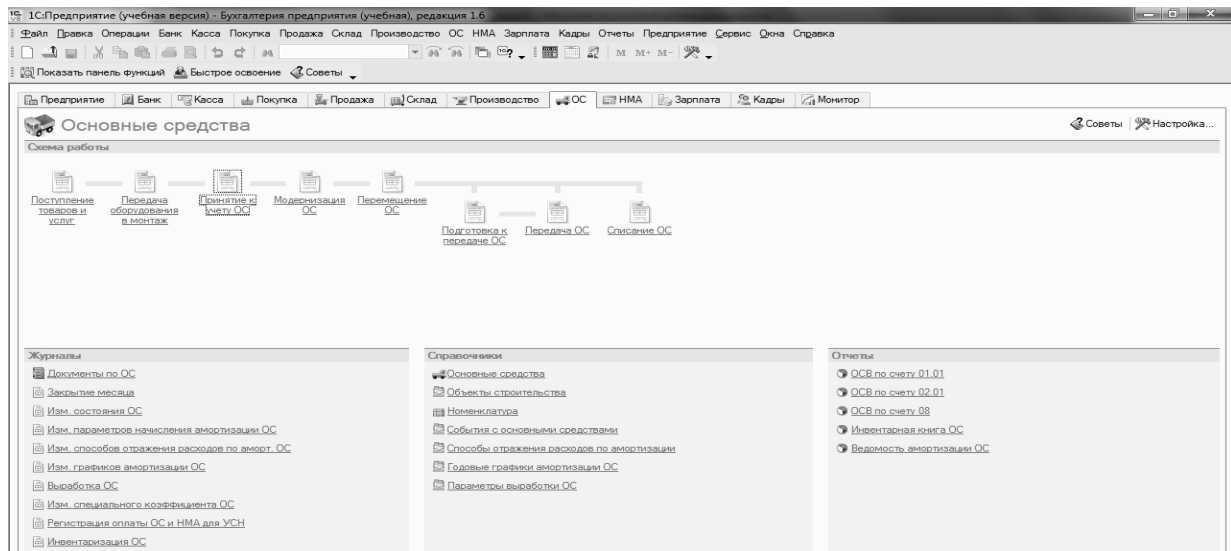 1С:Предприятие (учебная версия) - Бухгалтерия предприятия (учебная), редакция 1.6
Файл Правка Операции Банк Касса Покупка Продажа Склад Производство ОС НМА Зарплата Кадры Отчеты Предприятие Сервис Окна Справка
M M+ M-
Показать панель функций Быстрое освоение Советы
Предприятие Банк Касса Покупка Продажа Склад Производство ОС НМА Зарплата Кадры Монитор
Основные средства Советы Настройка...
Схема работы
Поступление товаров и услуг
Передача оборудования в монтаж
Принятие к учету ОС
Модернизация ОС
Перемещение ОС
Подготовка к передаче ОС
Передача ОС
Списание ОС
Журналы
Документы по ОС
Закрытие месяца
Изм. состояния ОС
Изм. параметров начисления амортизации ОС
Изм. способов отражения расходов по аморт. ОС
Изм. графиков амортизации ОС
Выработка ОС
Изм. специального коэффициента ОС
Регистрация оплаты ОС и НМА для УСН
Инвентаризация ОС
Справочники
Основные средства
Объекты строительства
Номенклатура
События с основными средствами
Способы отражения расходов по амортизации
Годовые графики амортизации ОС
Параметры выработки ОС
Отчеты
ОСВ по счету 01.01
ОСВ по счету 02.01
ОСВ по счету 08
Инвентарная книга ОС
Ведомость амортизации ОС